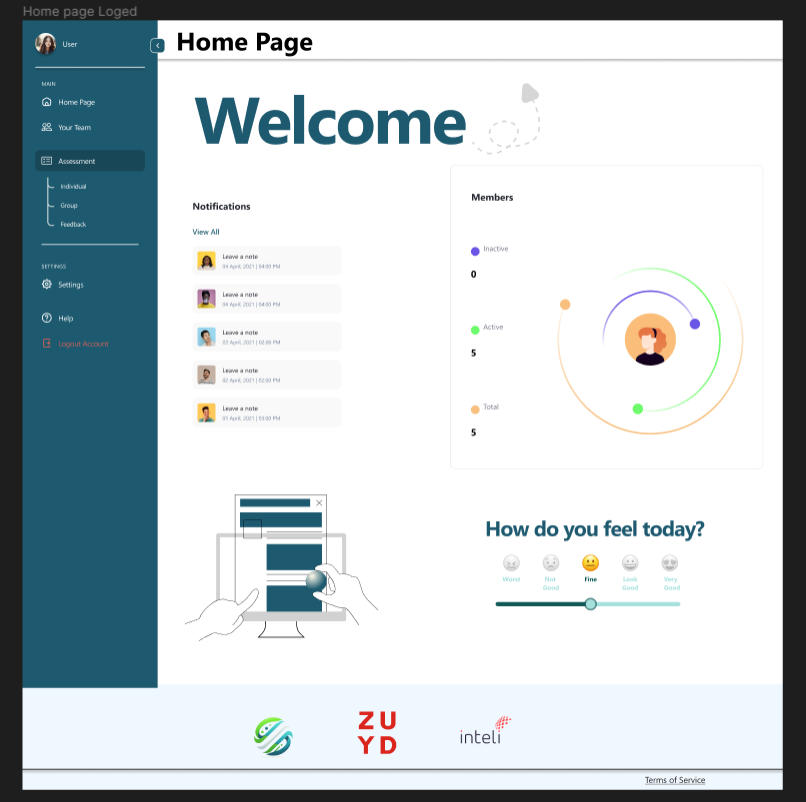 Home page Loged
User
Home Page
MAIN
Home Page
Your Team
Assessment
Individual
Group
Feedback
SETTINGS
Settings
Help
Logout Account
Welcome
Notifications
View All
Leave a note
04 April, 2021 | 04:00 PM
Leave a note
04 April, 2021 | 04:00 PM
Leave a note
03 April, 2021 | 02:00 PM
Leave a note
02 April, 2021 | 02:00 PM
Leave a note
01 April, 2021 | 03:00 PM
Members
Inactive
0
Active
5
Total
5
How do you feel today?
Worst
Not
Good
Fine
Look
Good
Very
Good
ZU
YD
inteli
Terms of Service